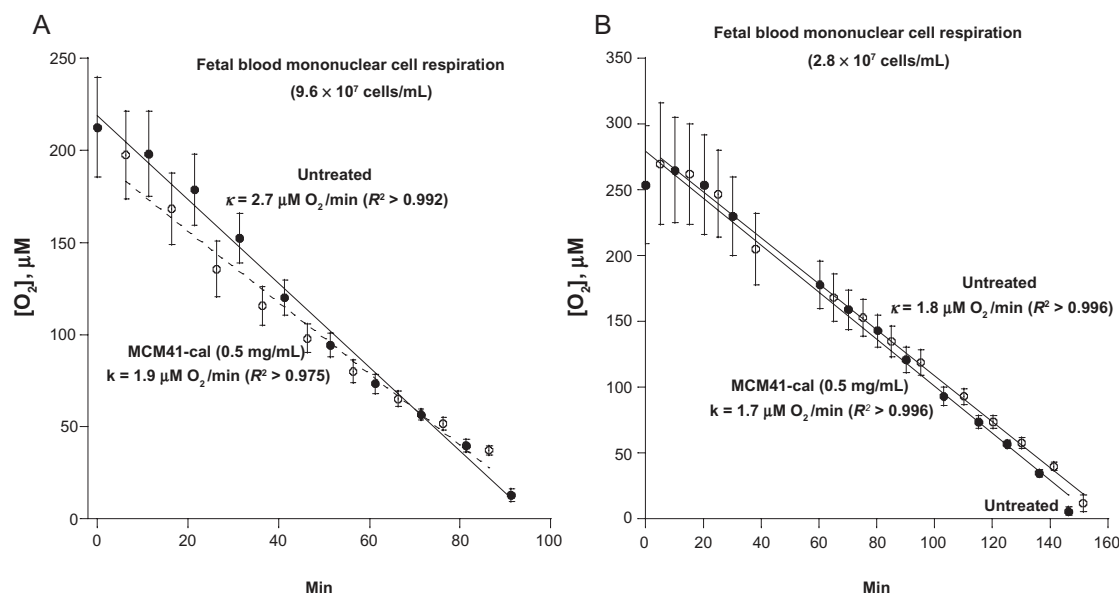 A
Fetal blood mononuclear cell respiration
(9.6 × 10⁷ cells/mL)
250
200
150
100
50
0
[O₂], μM
Untreated
κ = 2.7 μM O₂/min (R² > 0.992)
MCM41-cal (0.5 mg/mL)
k = 1.9 μM O₂/min (R² > 0.975)
0 20 40 60 80 100
Min
B
Fetal blood mononuclear cell respiration
(2.8 × 10⁷ cells/mL)
350
300
250
200
150
100
50
0
[O₂], μM
Untreated
κ = 1.8 μM O₂/min (R² > 0.996)
MCM41-cal (0.5 mg/mL)
k = 1.7 μM O₂/min (R² > 0.996)
Untreated
0 20 40 60 80 100 120 140 160
Min